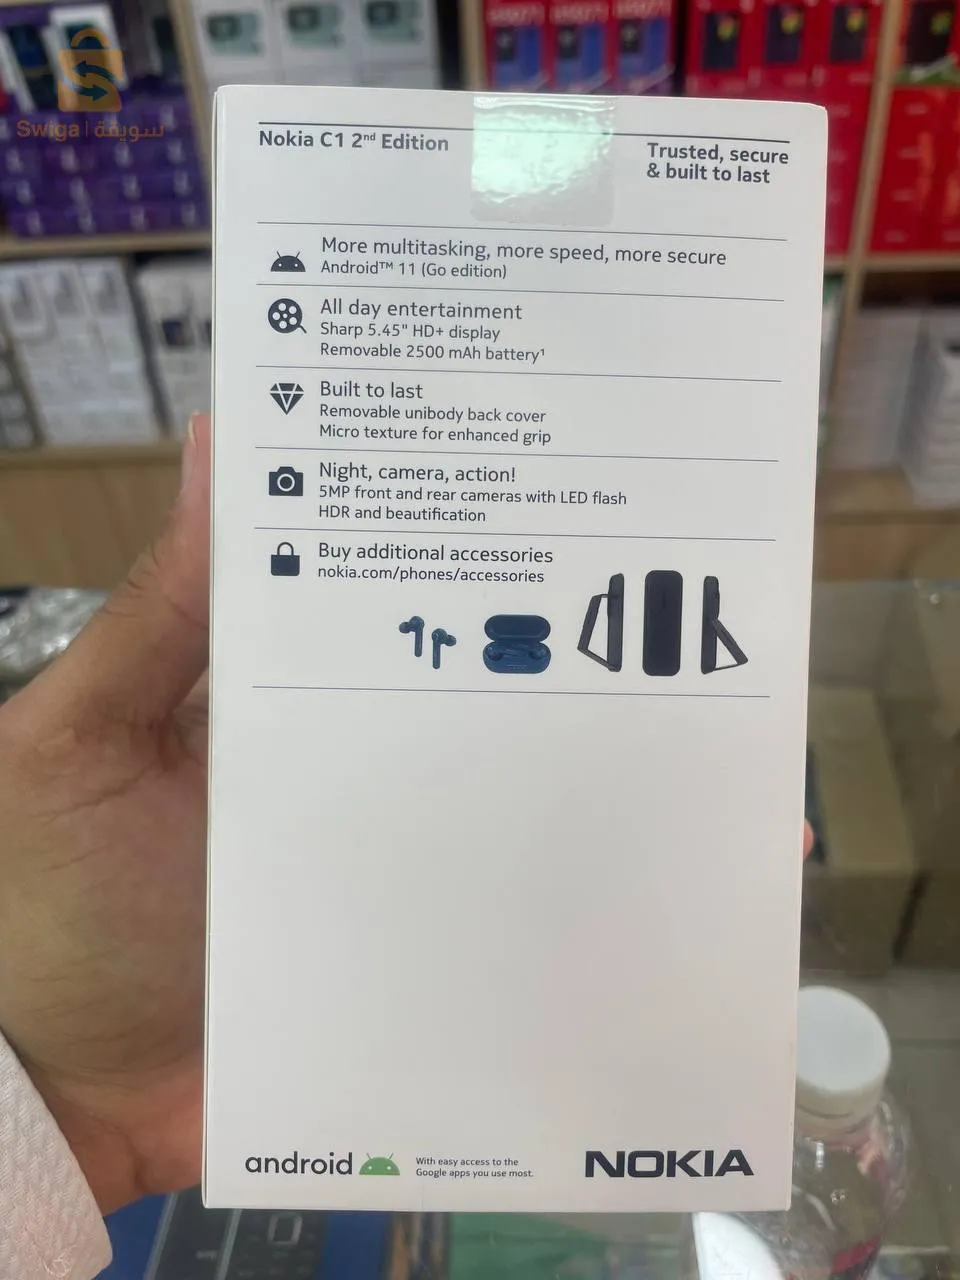 Swiga | سويقة
Nokia C1 2nd Edition
Trusted, secure
& built to last
More multitasking, more speed, more secure
Android™ 11 (Go edition)
All day entertainment
Sharp 5.45" HD+ display
Removable 2500 mAh battery¹
Built to last
Removable unibody back cover
Micro texture for enhanced grip
Night, camera, action!
5MP front and rear cameras with LED flash
HDR and beautification
Buy additional accessories
nokia.com/phones/accessories
android
With easy access to the
Google apps you use most.
NOKIA